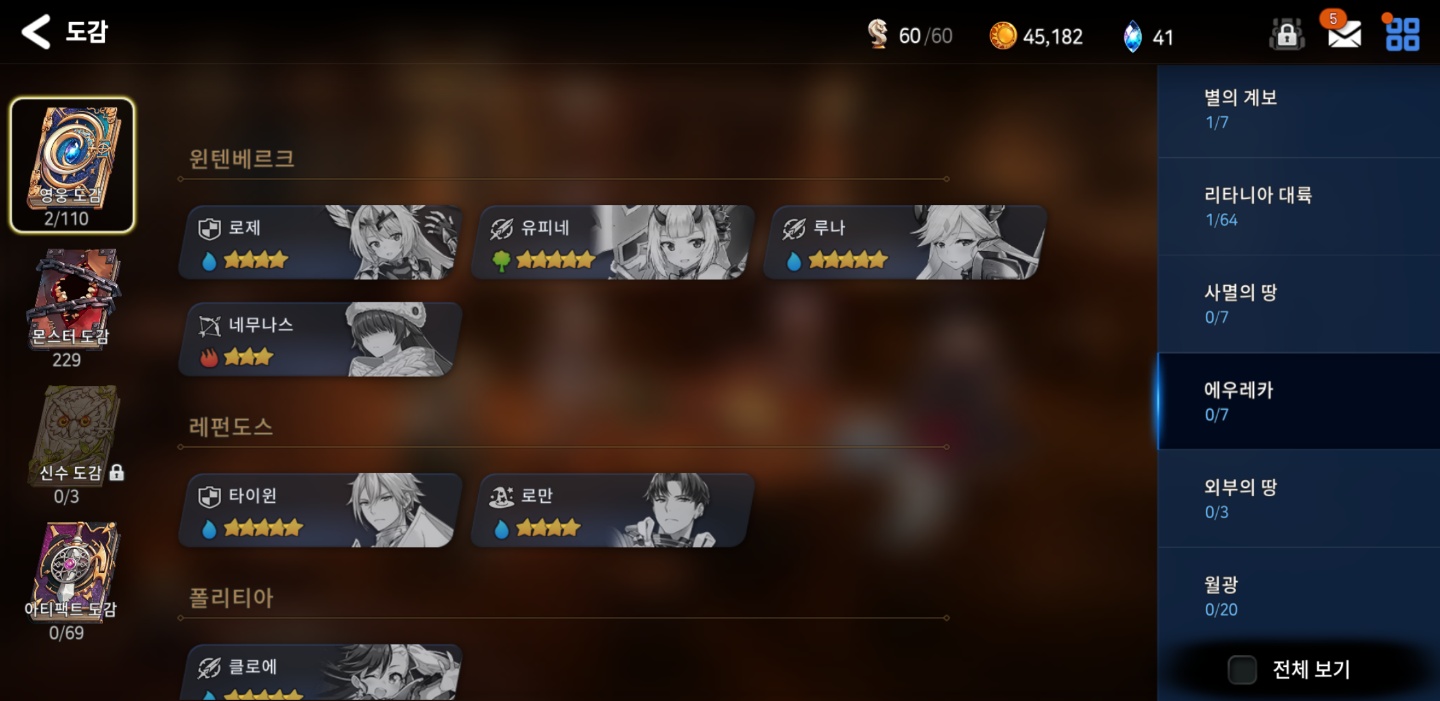 도감
60/60
45,182
41
5
영웅 도감
2/110
몬스터 도감
229
신수 도감
0/3
아티팩트 도감
0/69
윈텐베르크
로제
유피네
루나
네무나스
레펀도스
타이윈
로만
폴리티아
클로에
별의 계보
1/7
리타니아 대륙
1/64
사멸의 땅
0/7
에우레카
0/7
외부의 땅
0/3
월광
0/20
전체 보기